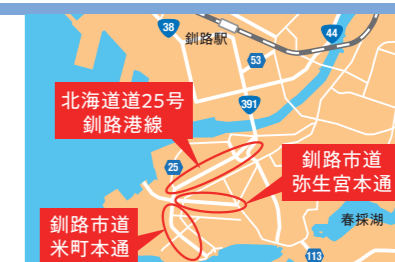 38
釧路駅
44
53
北海道道25号
釧路港線
391
25
釧路市道
弥生宮本通
釧路市道
米町本通
春採湖
113